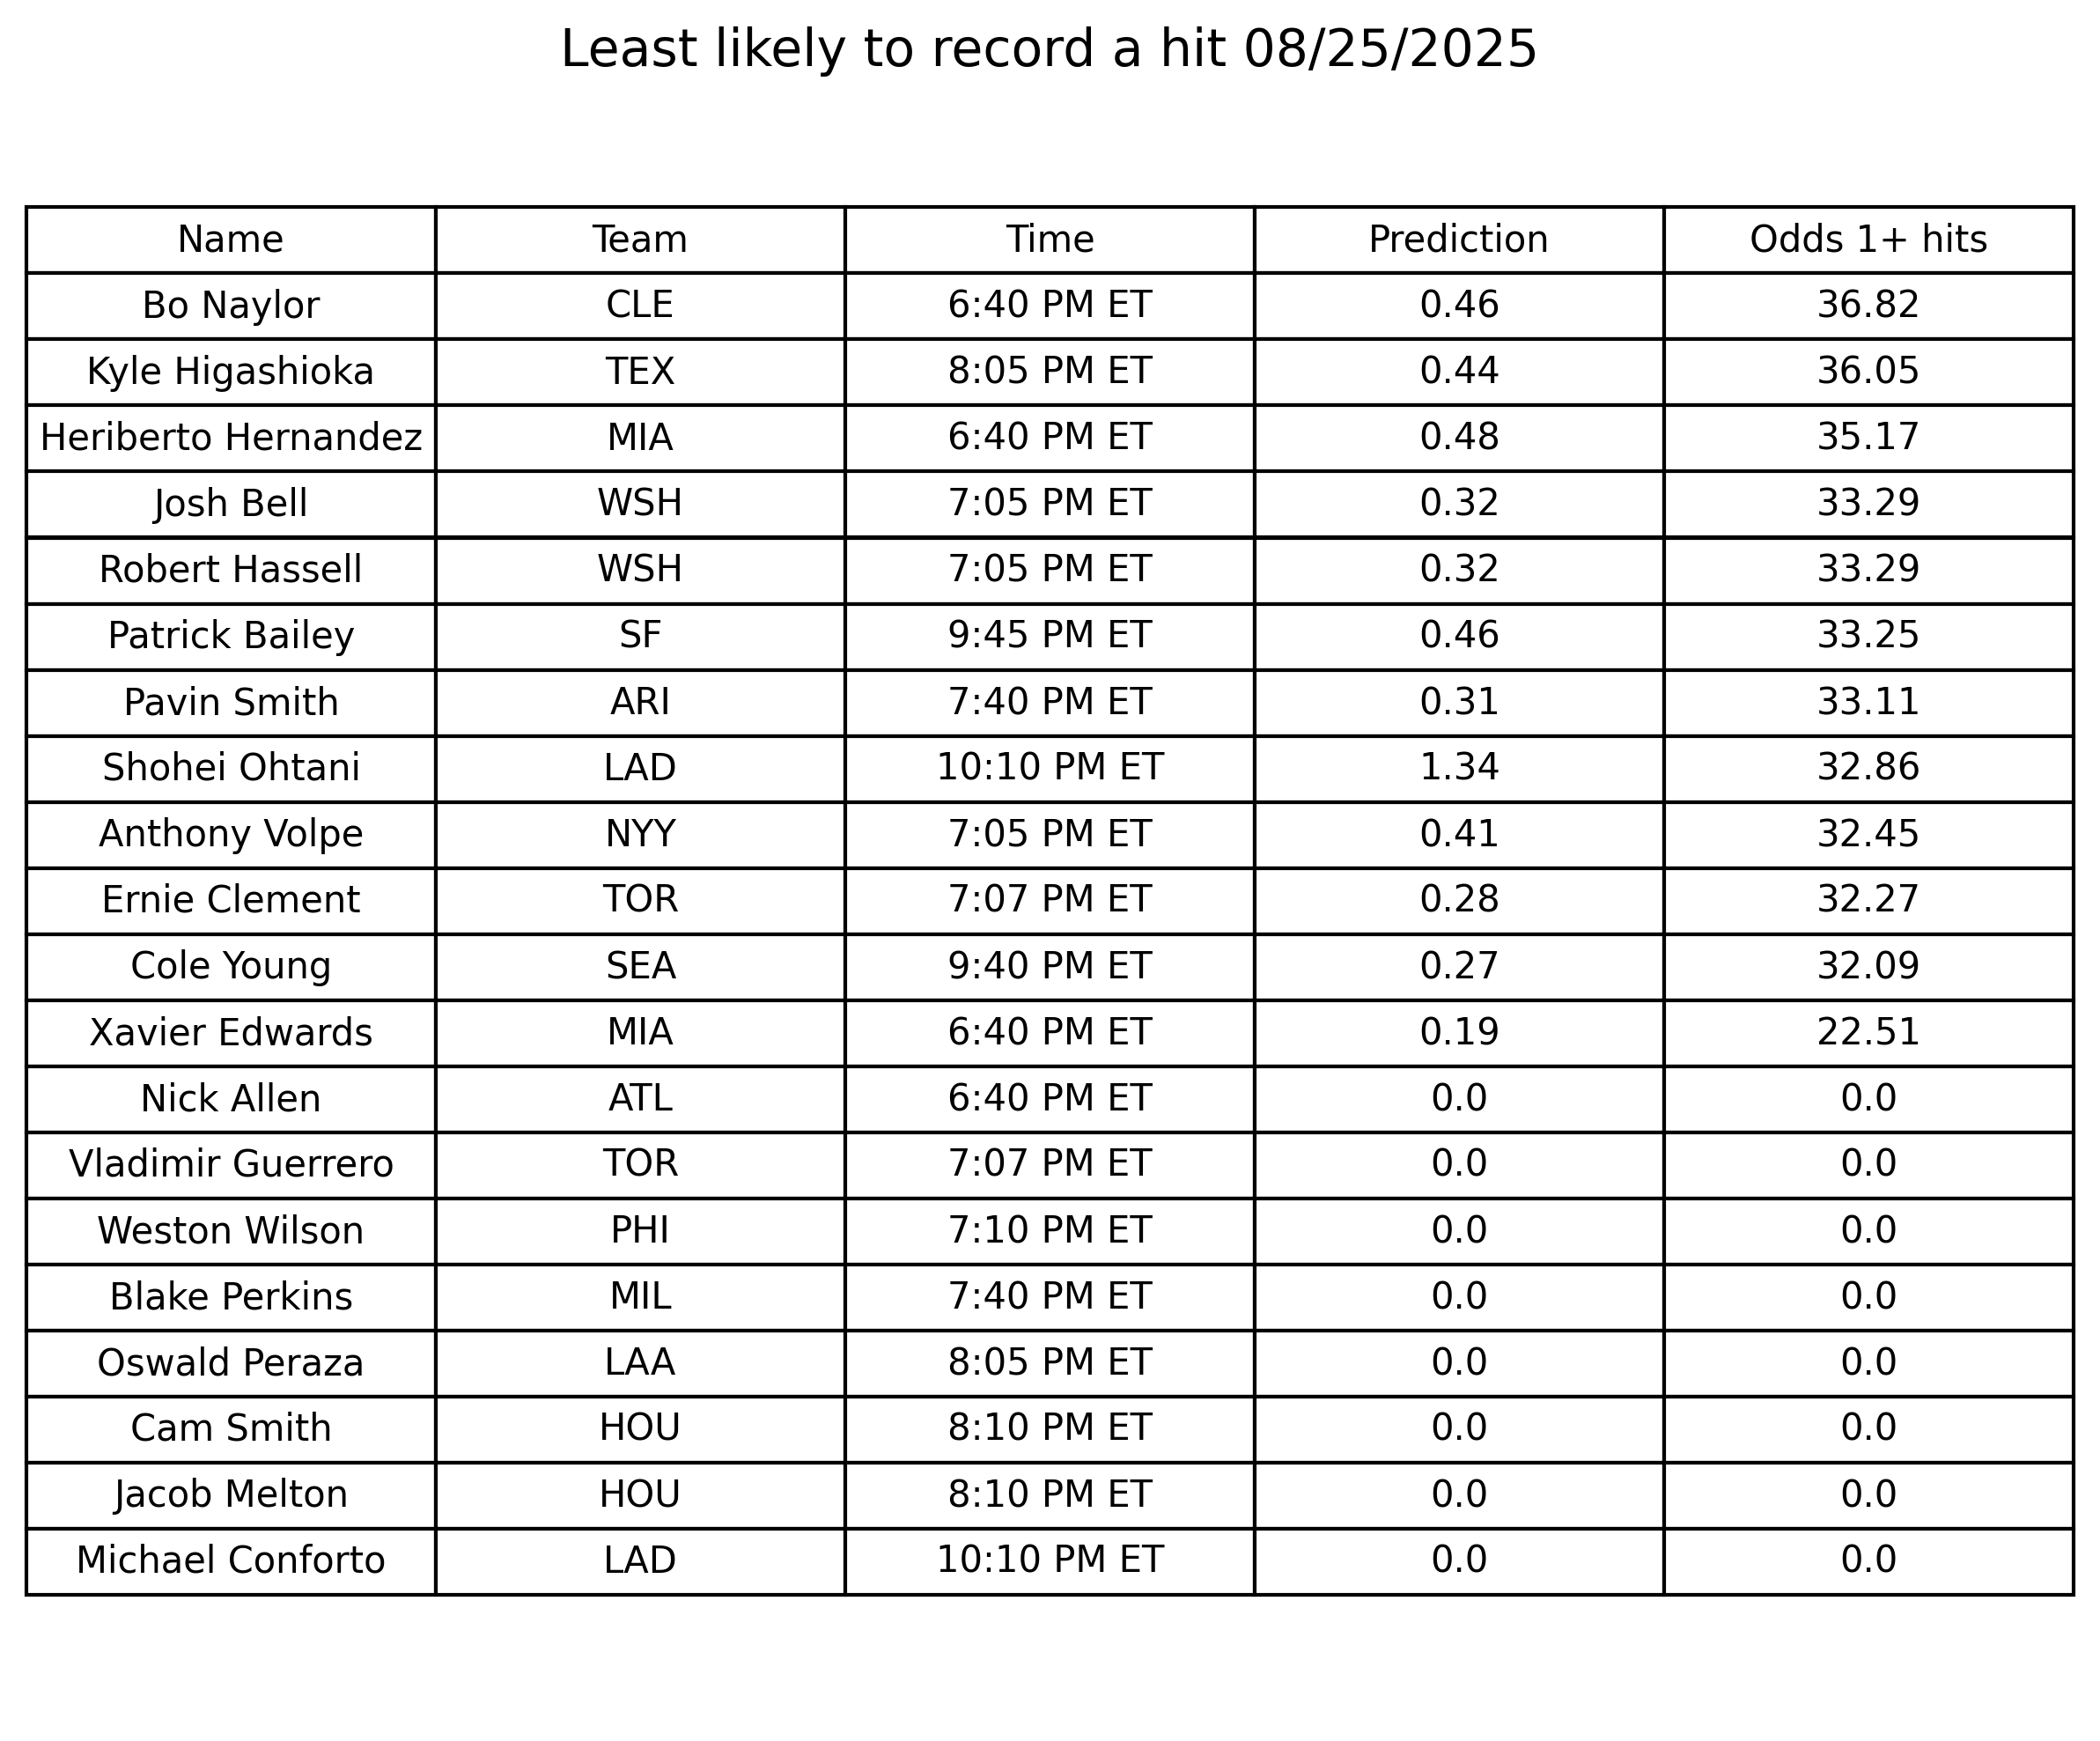 Least likely to record a hit 08/25/2025
Name Team Time Prediction Odds 1+ hits
Bo Naylor CLE 6:40 PM ET 0.46 36.82
Kyle Higashioka TEX 8:05 PM ET 0.44 36.05
Heriberto Hernandez MIA 6:40 PM ET 0.48 35.17
Josh Bell WSH 7:05 PM ET 0.32 33.29
Robert Hassell WSH 7:05 PM ET 0.32 33.29
Patrick Bailey SF 9:45 PM ET 0.46 33.25
Pavin Smith ARI 7:40 PM ET 0.31 33.11
Shohei Ohtani LAD 10:10 PM ET 1.34 32.86
Anthony Volpe NYY 7:05 PM ET 0.41 32.45
Ernie Clement TOR 7:07 PM ET 0.28 32.27
Cole Young SEA 9:40 PM ET 0.27 32.09
Xavier Edwards MIA 6:40 PM ET 0.19 22.51
Nick Allen ATL 6:40 PM ET 0.0 0.0
Vladimir Guerrero TOR 7:07 PM ET 0.0 0.0
Weston Wilson PHI 7:10 PM ET 0.0 0.0
Blake Perkins MIL 7:40 PM ET 0.0 0.0
Oswald Peraza LAA 8:05 PM ET 0.0 0.0
Cam Smith HOU 8:10 PM ET 0.0 0.0
Jacob Melton HOU 8:10 PM ET 0.0 0.0
Michael Conforto LAD 10:10 PM ET 0.0 0.0